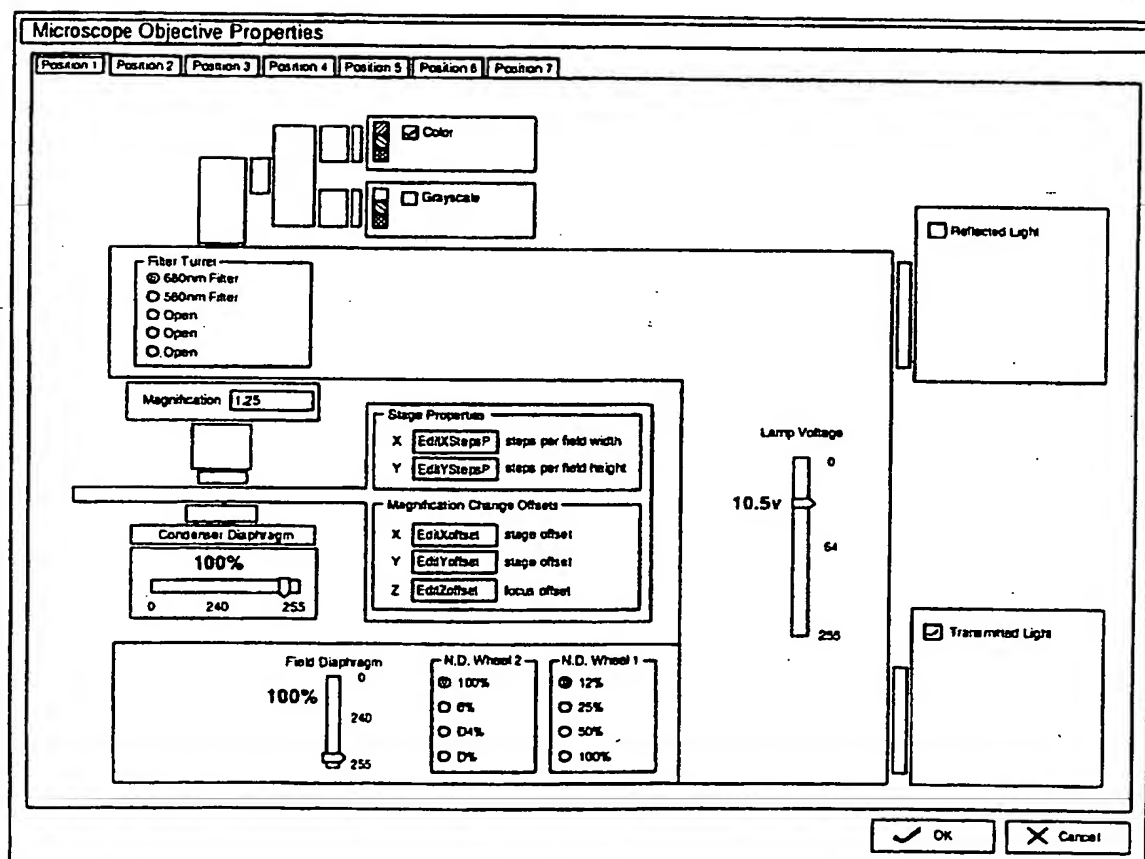 Microscope Objective Properties
Position 1 Position 2 Position 3 Position 4 Position 5 Position 6 Position 7
Color
Grayscale
Reflected Light
Filter Turret
680nm Filter
580nm Filter
Open
Open
Open
Magnification 1.25
Stage Properties
X EditXStepsP steps per field width
Y EditYStepsP steps per field height
Magnification Change Offsets
X EditXoffset stage offset
Y EditYoffset stage offset
Z EditZoffset focus offset
Condenser Diaphragm
100%
0 240 255
Lamp Voltage
0
10.5v
64
255
Transmitted Light
Field Diaphragm
0
100%
240
255
N.D. Wheel 2
100%
6%
D4%
D%
N.D. Wheel 1
12%
25%
50%
100%
OK Cancel